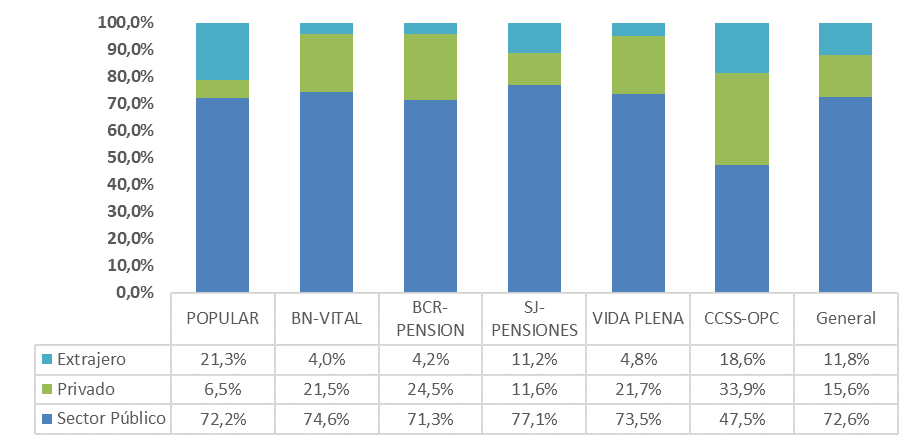 100,0%
90,0%
80,0%
70,0%
60,0%
50,0%
40,0%
30,0%
20,0%
10,0%
0,0%
POPULAR BN-VITAL BCR-PENSION SJ-PENSIONES VIDA PLENA CCSS-OPC General
Extrajero 21,3% 4,0% 4,2% 11,2% 4,8% 18,6% 11,8%
Privado 6,5% 21,5% 24,5% 11,6% 21,7% 33,9% 15,6%
Sector Público 72,2% 74,6% 71,3% 77,1% 73,5% 47,5% 72,6%